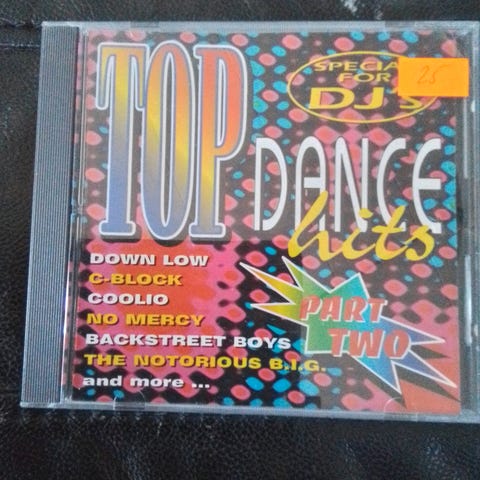 TOP
SPECIAL
FOR
DJ's
25
DANCE
hits
DOWN LOW
C-BLOCK
COOLIO
NO MERCY
BACKSTREET BOYS
THE NOTORIOUS B.I.G.
and more ...
PART
TWO